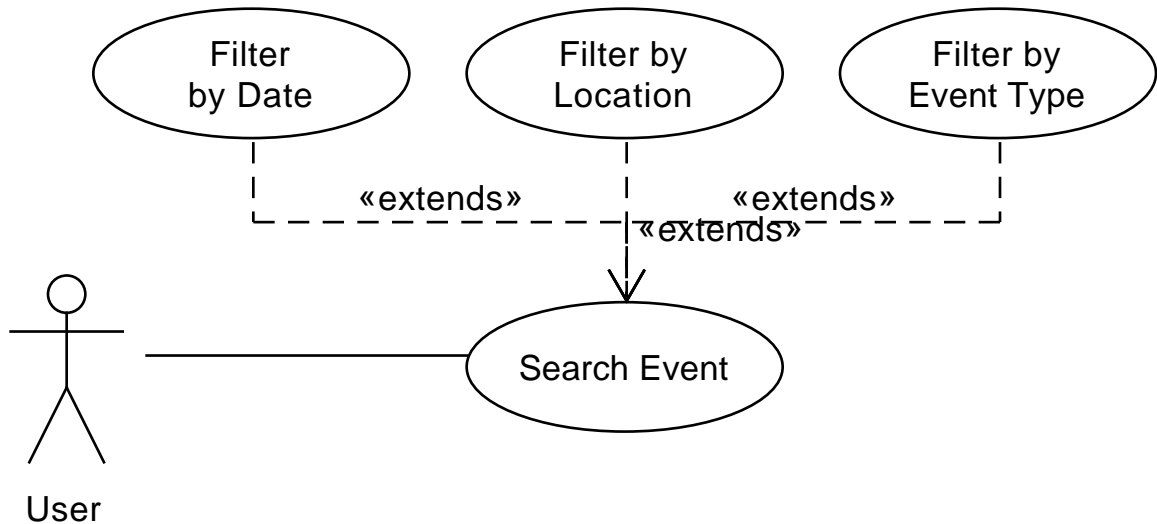 Filter
by Date
Filter by
Location
Filter by
Event Type
«extends»
«extends»
«extends»
Search Event
User